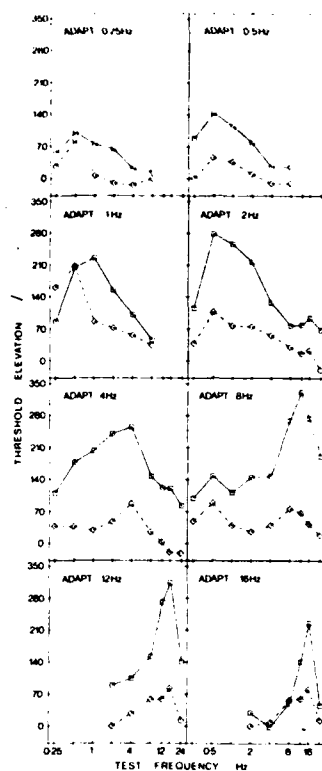 350
280
210
140
70
0
ADAPT 0.75Hz
ADAPT 0.5Hz
350
280
210
140
70
0
ADAPT 1Hz
ADAPT 2Hz
THRESHOLD ELEVATION /
350
280
210
140
70
0
ADAPT 4Hz
ADAPT 8Hz
350
280
210
140
70
0
ADAPT 12Hz
ADAPT 16Hz
0.25 1 4 12 24 0.5 2 8 16
TEST FREQUENCY Hz